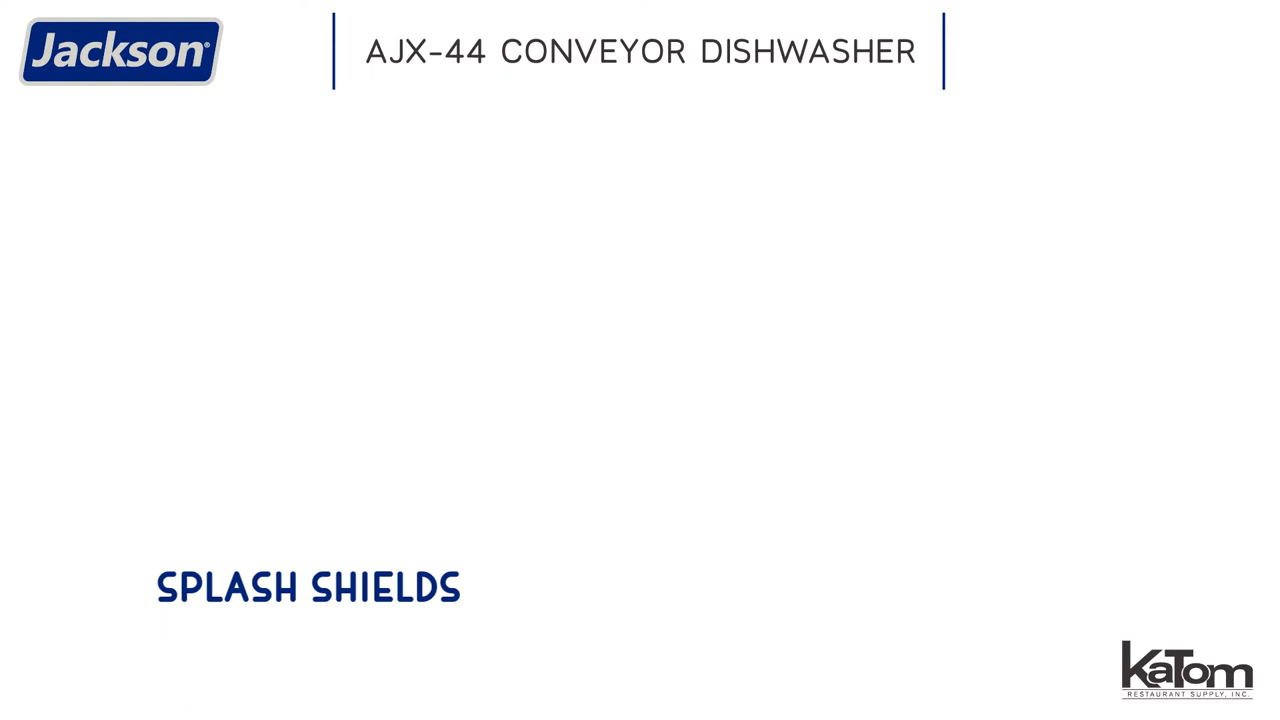 Jackson®
AJX-44 CONVEYOR DISHWASHER
SPLASH SHIELDS
KaTom
RESTAURANT SUPPLY, INC.